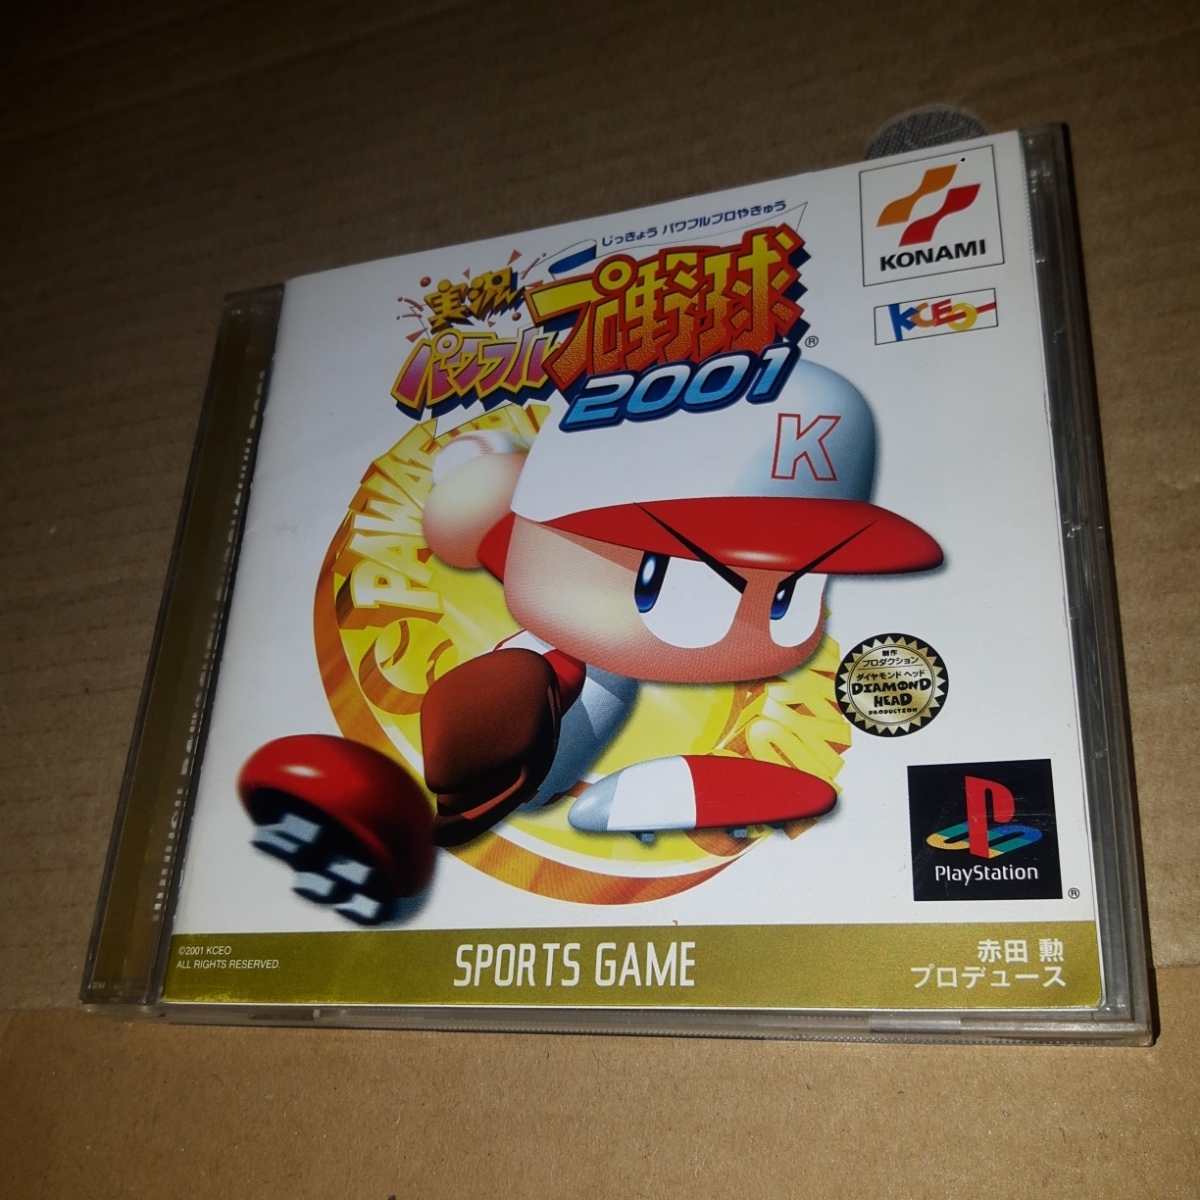 じっきょう パワフルプロやきゅう
実況
パワフル
プロ野球
2001
®
KONAMI
KCEO
K
PAWAF
制作
プロダクション
ダイヤモンド ヘッド
DIAMOND
HEAD
PRODUCTION
PlayStation
®
©2001 KCEO
ALL RIGHTS RESERVED.
SPORTS GAME
赤田 勲
プロデュース